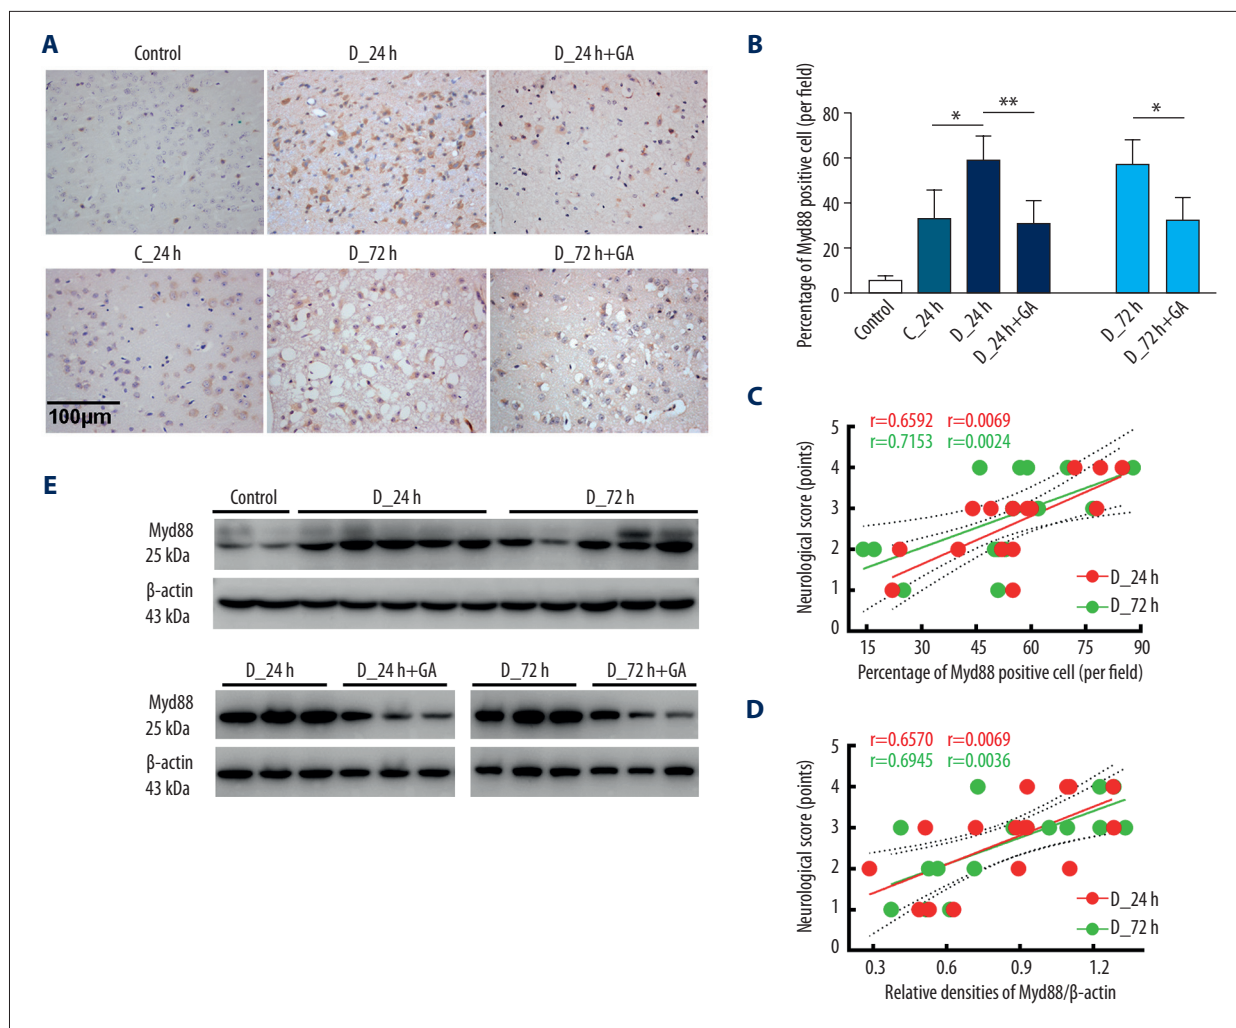 A
Control
D_24 h
D_24 h+GA
C_24 h
D_72 h
D_72 h+GA
100µm
B
Percentage of Myd88 positive cell (per field)
80
60
40
20
0
*
**
*
Control
C_24 h
D_24 h
D_24 h+GA
D_72 h
D_72 h+GA
C
r=0.6592 r=0.0069
r=0.7153 r=0.0024
Neurological score (points)
5
4
3
2
1
0
D_24 h
D_72 h
15 30 45 60 75 90
Percentage of Myd88 positive cell (per field)
D
r=0.6570 r=0.0069
r=0.6945 r=0.0036
Neurological score (points)
5
4
3
2
1
0
D_24 h
D_72 h
0.3 0.6 0.9 1.2
Relative densities of Myd88/β-actin
E
Control D_24 h D_72 h
Myd88
25 kDa
β-actin
43 kDa
D_24 h D_24 h+GA D_72 h D_72 h+GA
Myd88
25 kDa
β-actin
43 kDa